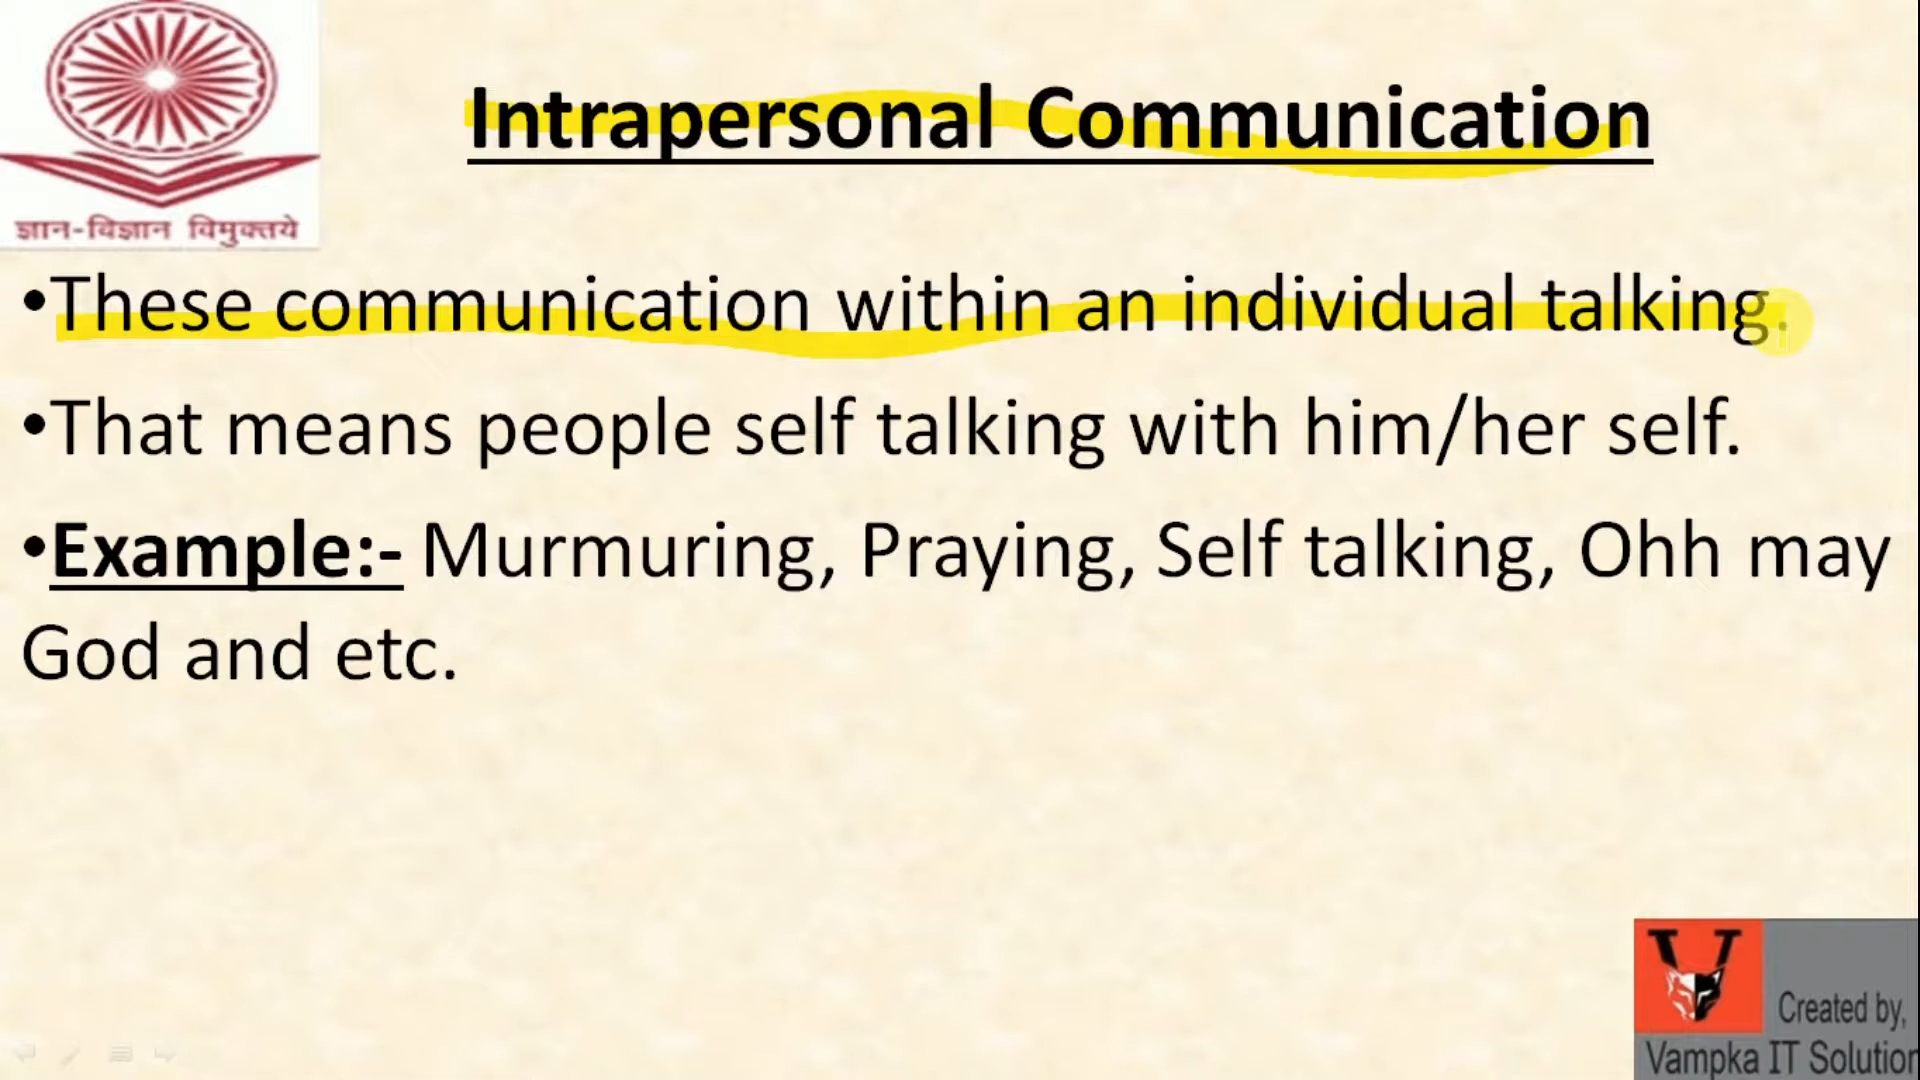 ज्ञान-विज्ञान विमुक्तये
Intrapersonal Communication
•These communication within an individual talking.
•That means people self talking with him/her self.
•Example:- Murmuring, Praying, Self talking, Ohh may
God and etc.
V
Created by,
Vampka IT Solution